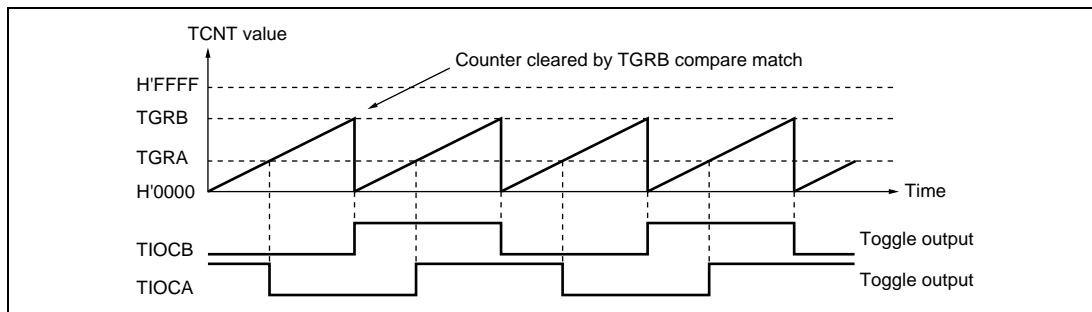 TCNT value
Counter cleared by TGRB compare match
H'FFFF
TGRB
TGRA
H'0000
Time
TIOCB
Toggle output
TIOCA
Toggle output